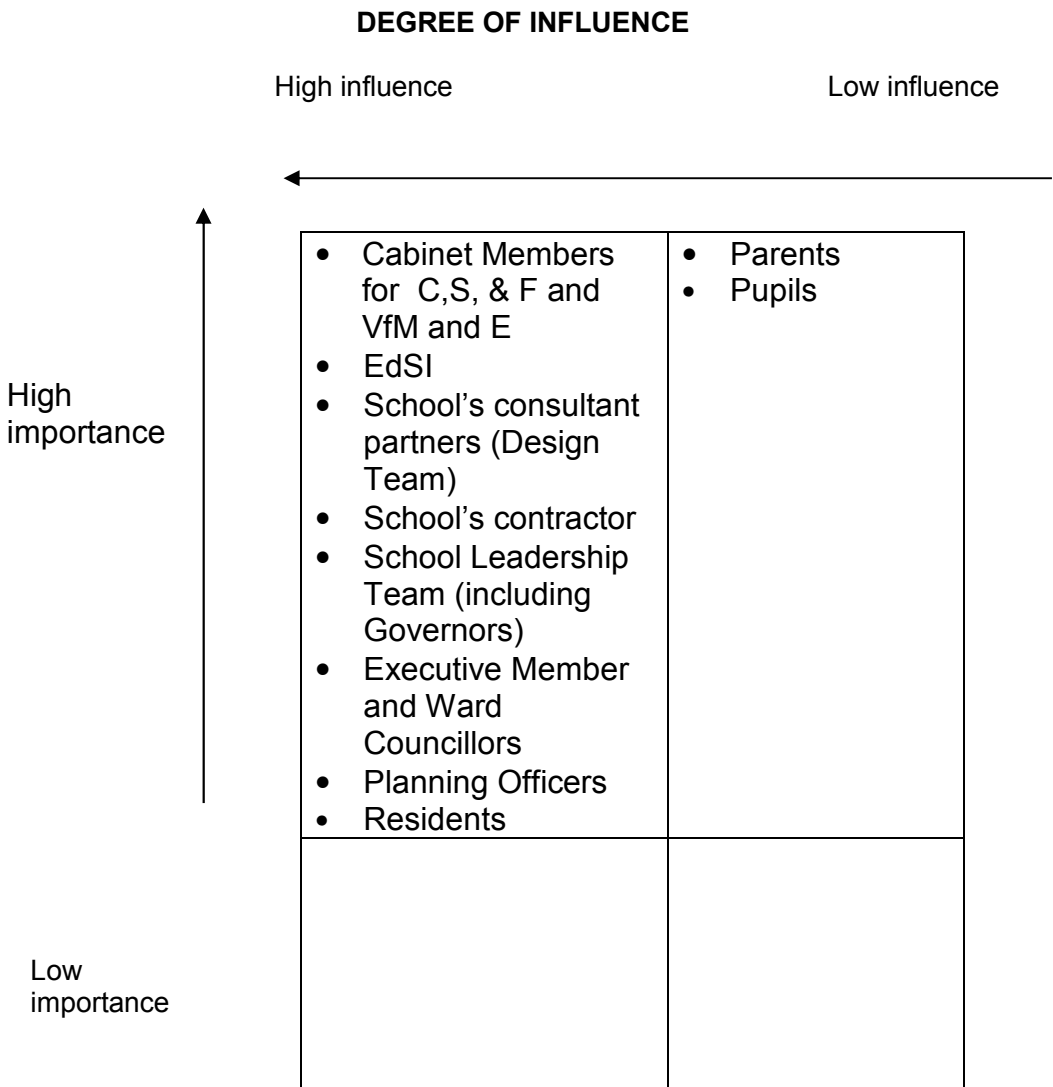 DEGREE OF INFLUENCE
High influence Low influence
High
importance
• Cabinet Members
for C,S, & F and
VfM and E
• EdSI
• School’s consultant
partners (Design
Team)
• School’s contractor
• School Leadership
Team (including
Governors)
• Executive Member
and Ward
Councillors
• Planning Officers
• Residents
• Parents
• Pupils
Low
importance